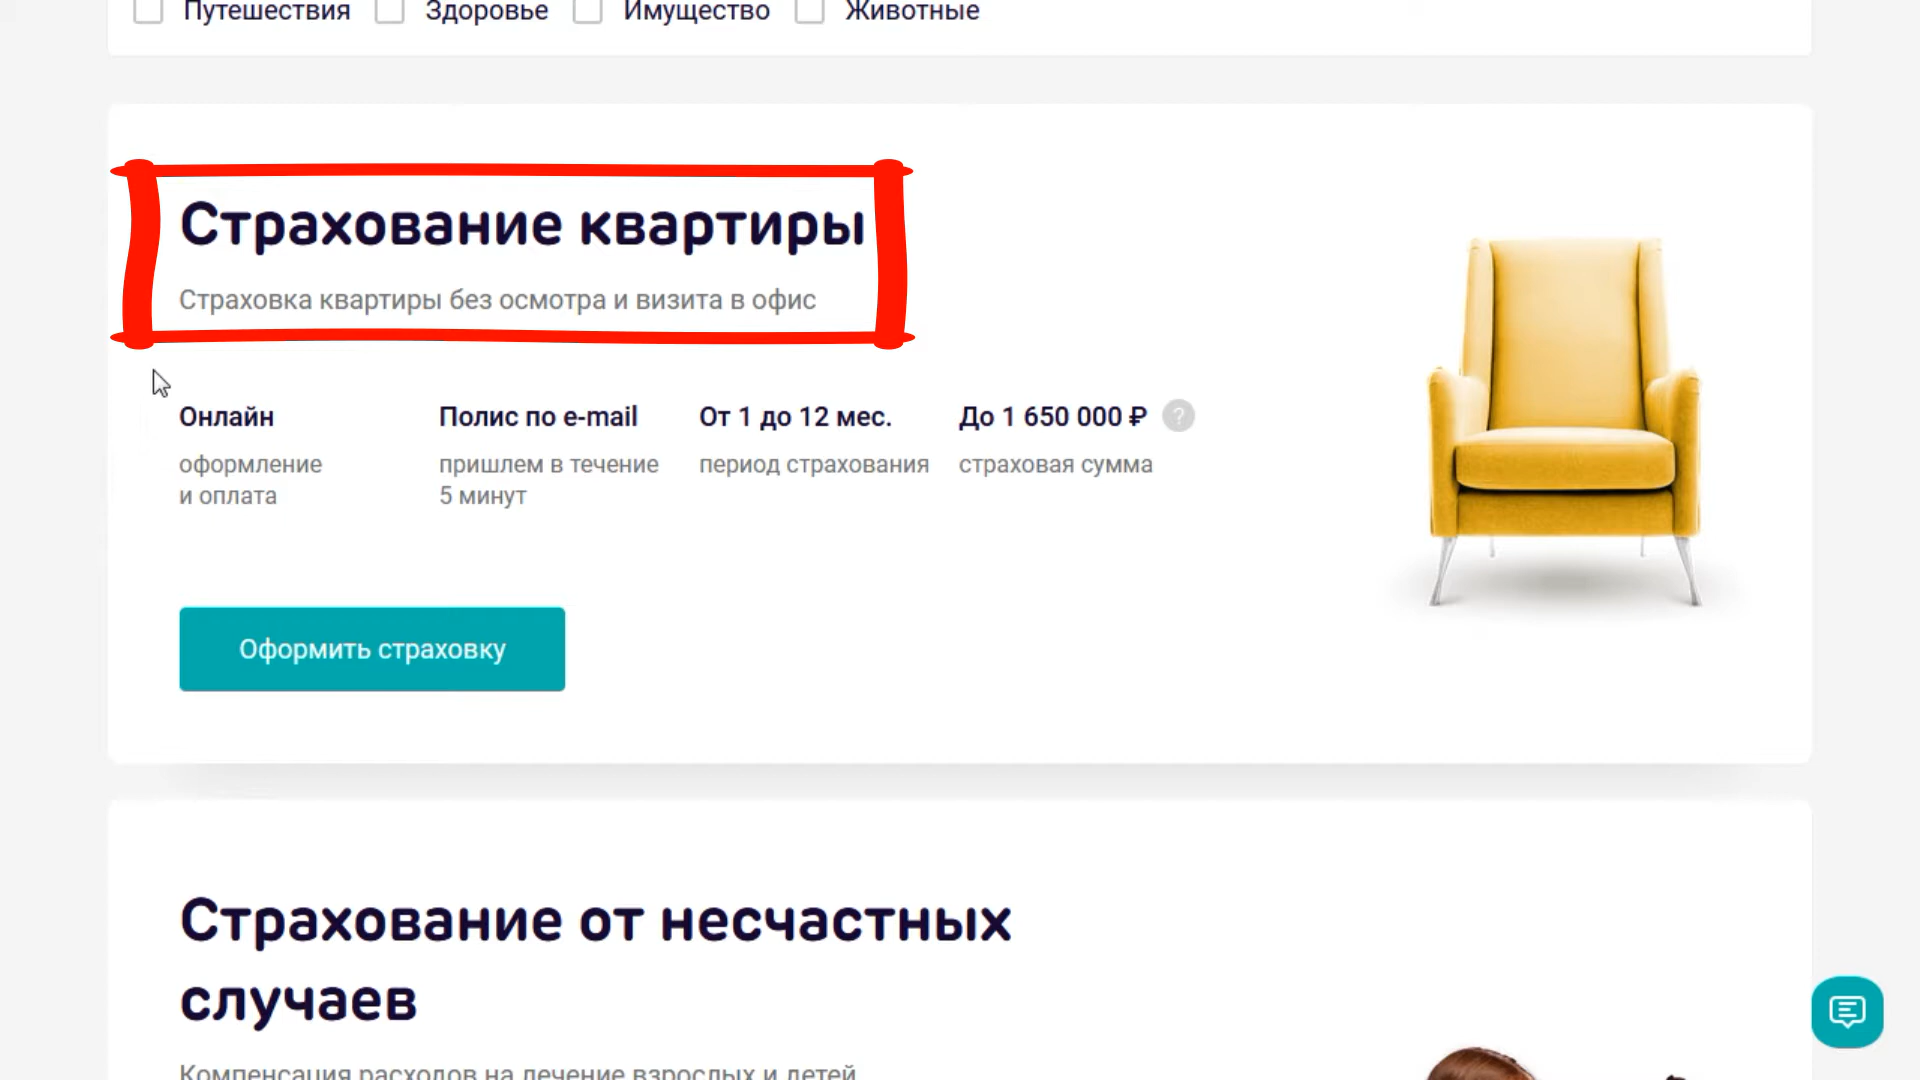 Путешествия Здоровье Имущество Животные
Страхование квартиры
Страховка квартиры без осмотра и визита в офис
Онлайн
оформление
и оплата
Полис по e-mail
пришлем в течение
5 минут
От 1 до 12 мес.
период страхования
До 1 650 000 ₽ ?
страховая сумма
Оформить страховку
Страхование от несчастных
случаев
Компенсация расходов на лечение взрослых и детей